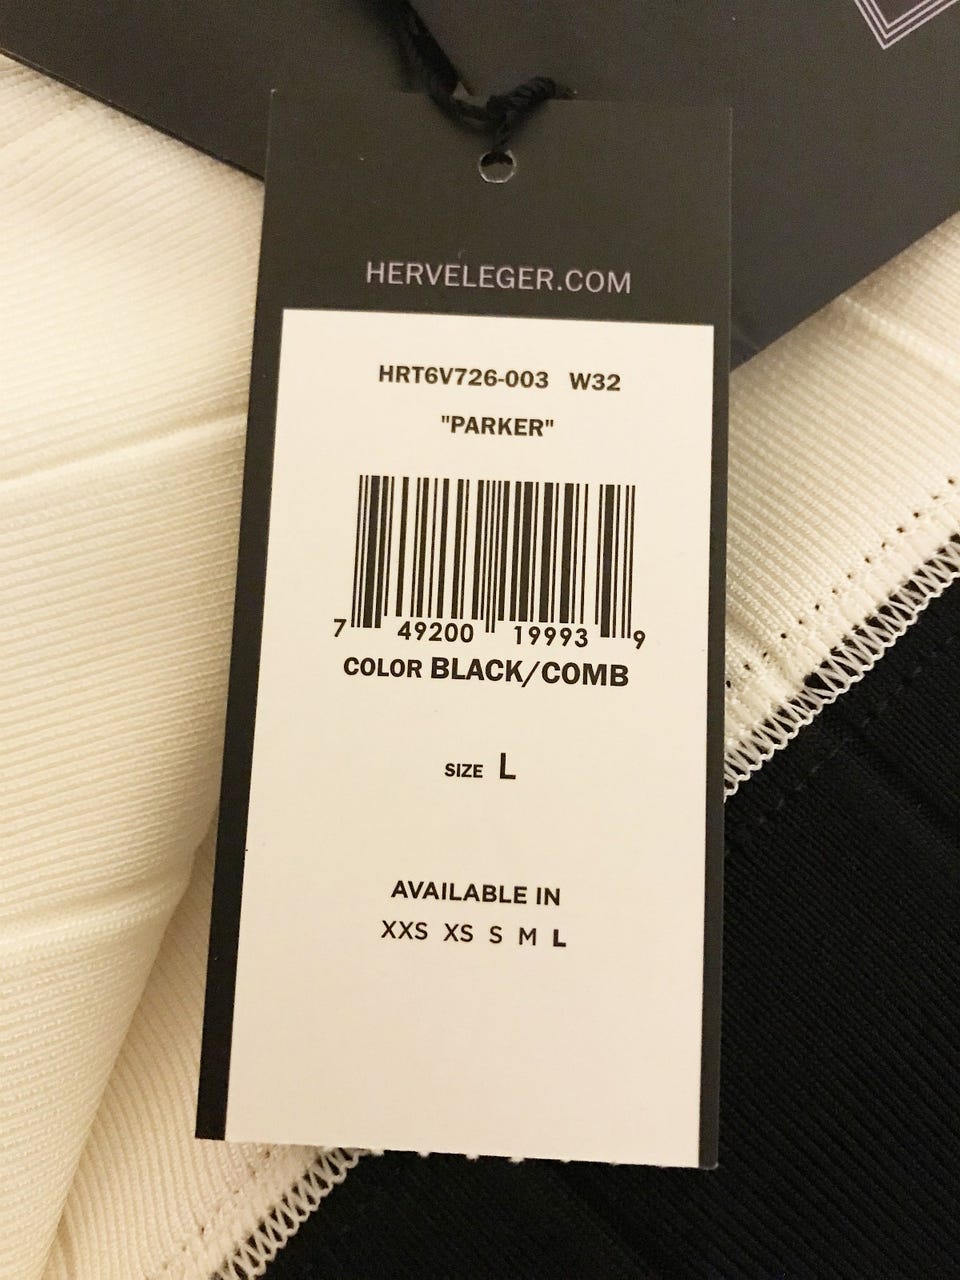 HERVELEGER.COM
HRT6V726-003 W32
"PARKER"
7 49200 19993 9
COLOR BLACK/COMB
SIZE L
AVAILABLE IN
XXS XS S M L